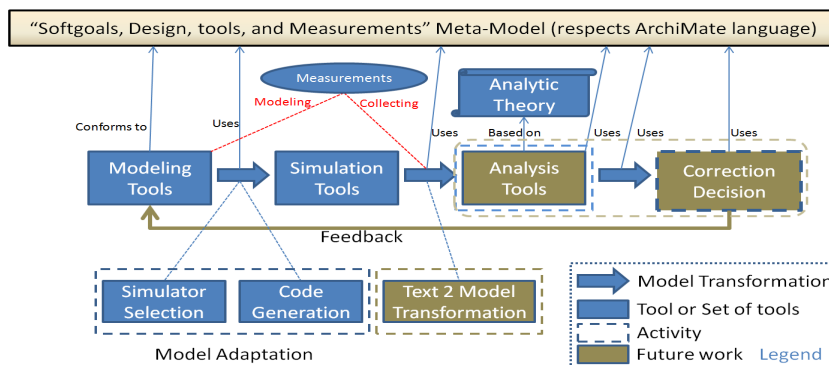 “Softgoals, Design, tools, and Measurements” Meta-Model (respects ArchiMate language)
Measurements
Modeling
Collecting
Analytic
Theory
Conforms to
Uses
Uses
Based on
Uses
Uses
Uses
Modeling
Tools
Simulation
Tools
Analysis
Tools
Correction
Decision
Feedback
Simulator
Selection
Code
Generation
Text 2 Model
Transformation
Model Adaptation
Model Transformation
Tool or Set of tools
Activity
Future work
Legend